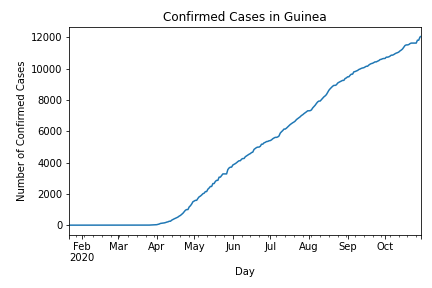 Confirmed Cases in Guinea
Number of Confirmed Cases
12000
10000
8000
6000
4000
2000
0
Feb Mar Apr May Jun Jul Aug Sep Oct
2020
Day